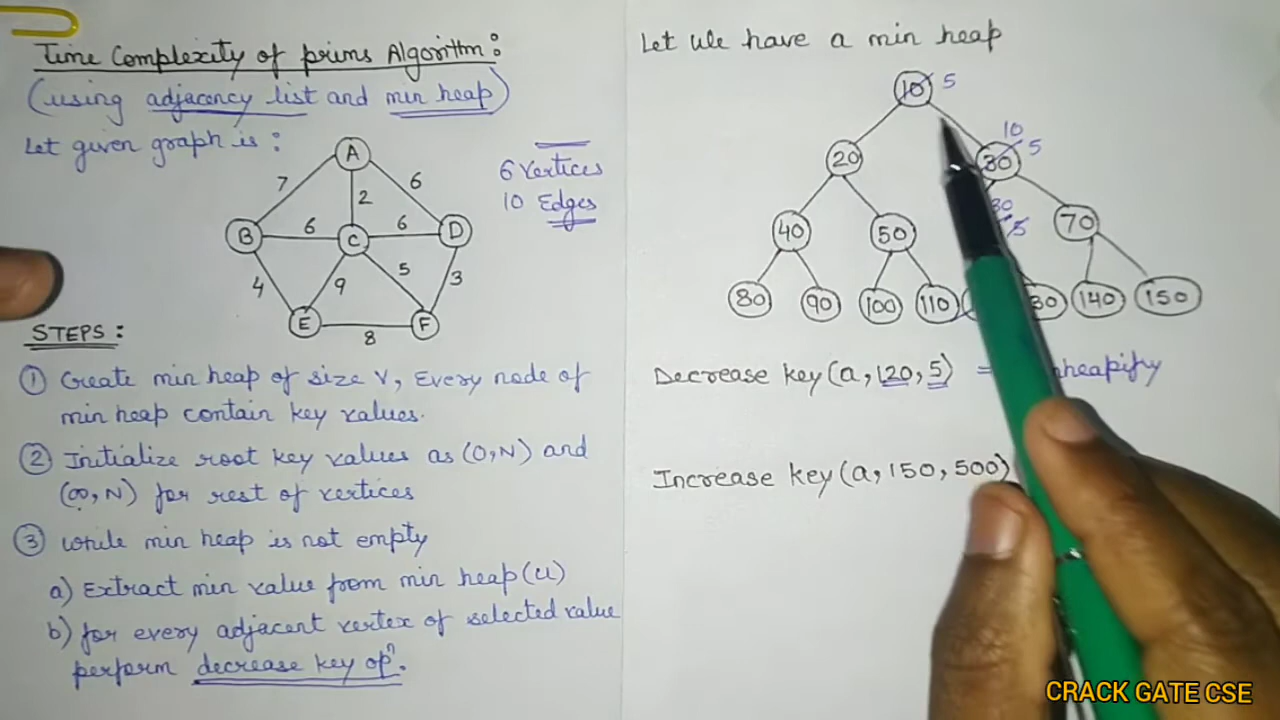 Time Complexity of prims Algorithm:
(using adjacency list and min heap)
Let given graph is:
A
7
2
6
6 Vertices
10 Edges
B
6
C
6
D
4
9
5
3
E
8
F
STEPS:
① Create min heap of size V, Every node of
min heap contain key values.
② Initialize root key values as (0,N) and
(∞,N) for rest of vertices
③ while min heap is not empty
a) Extract min value from min heap(u)
b) for every adjacent vertex of selected value
perform decrease key opⁿ.
Let we have a min heap
10 5
10
20
30 5
30
40
50
5
70
80
90
100
110
30
140
150
Decrease key(a,120,5) = heapify
Increase key(a,150,500)
CRACK GATE CSE